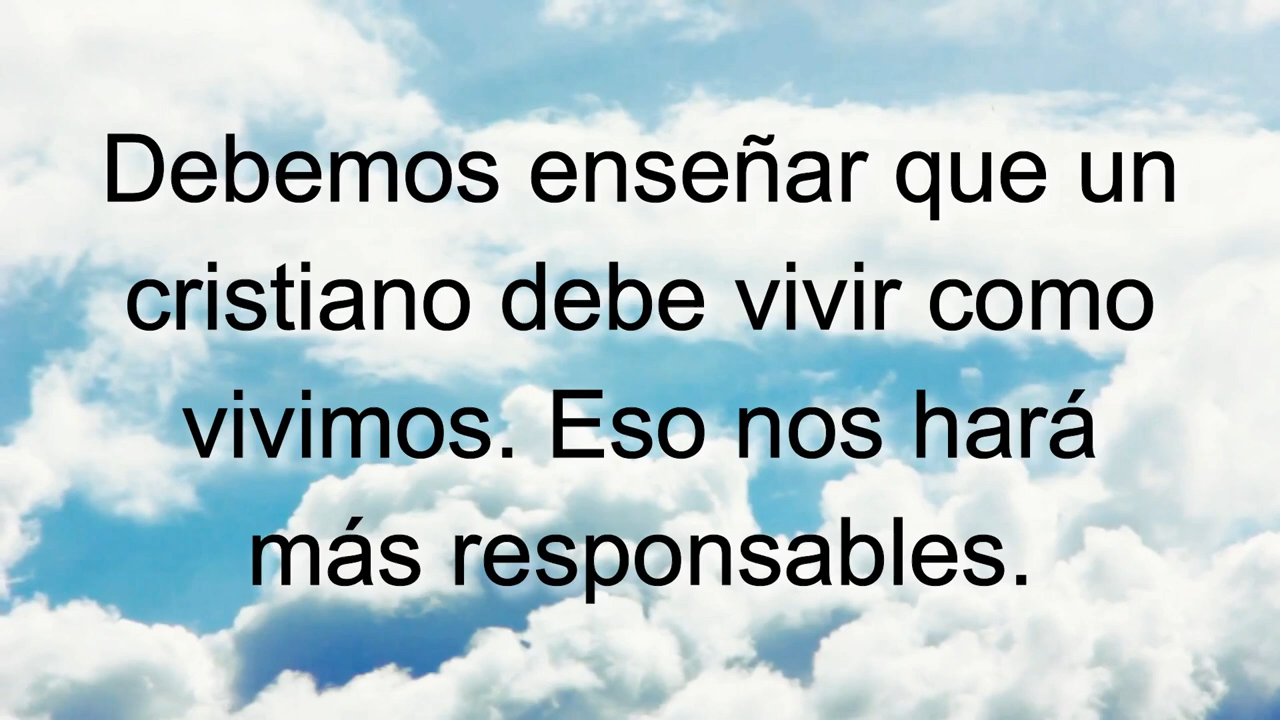 Debemos enseñar que un
cristiano debe vivir como
vivimos. Eso nos hará
más responsables.